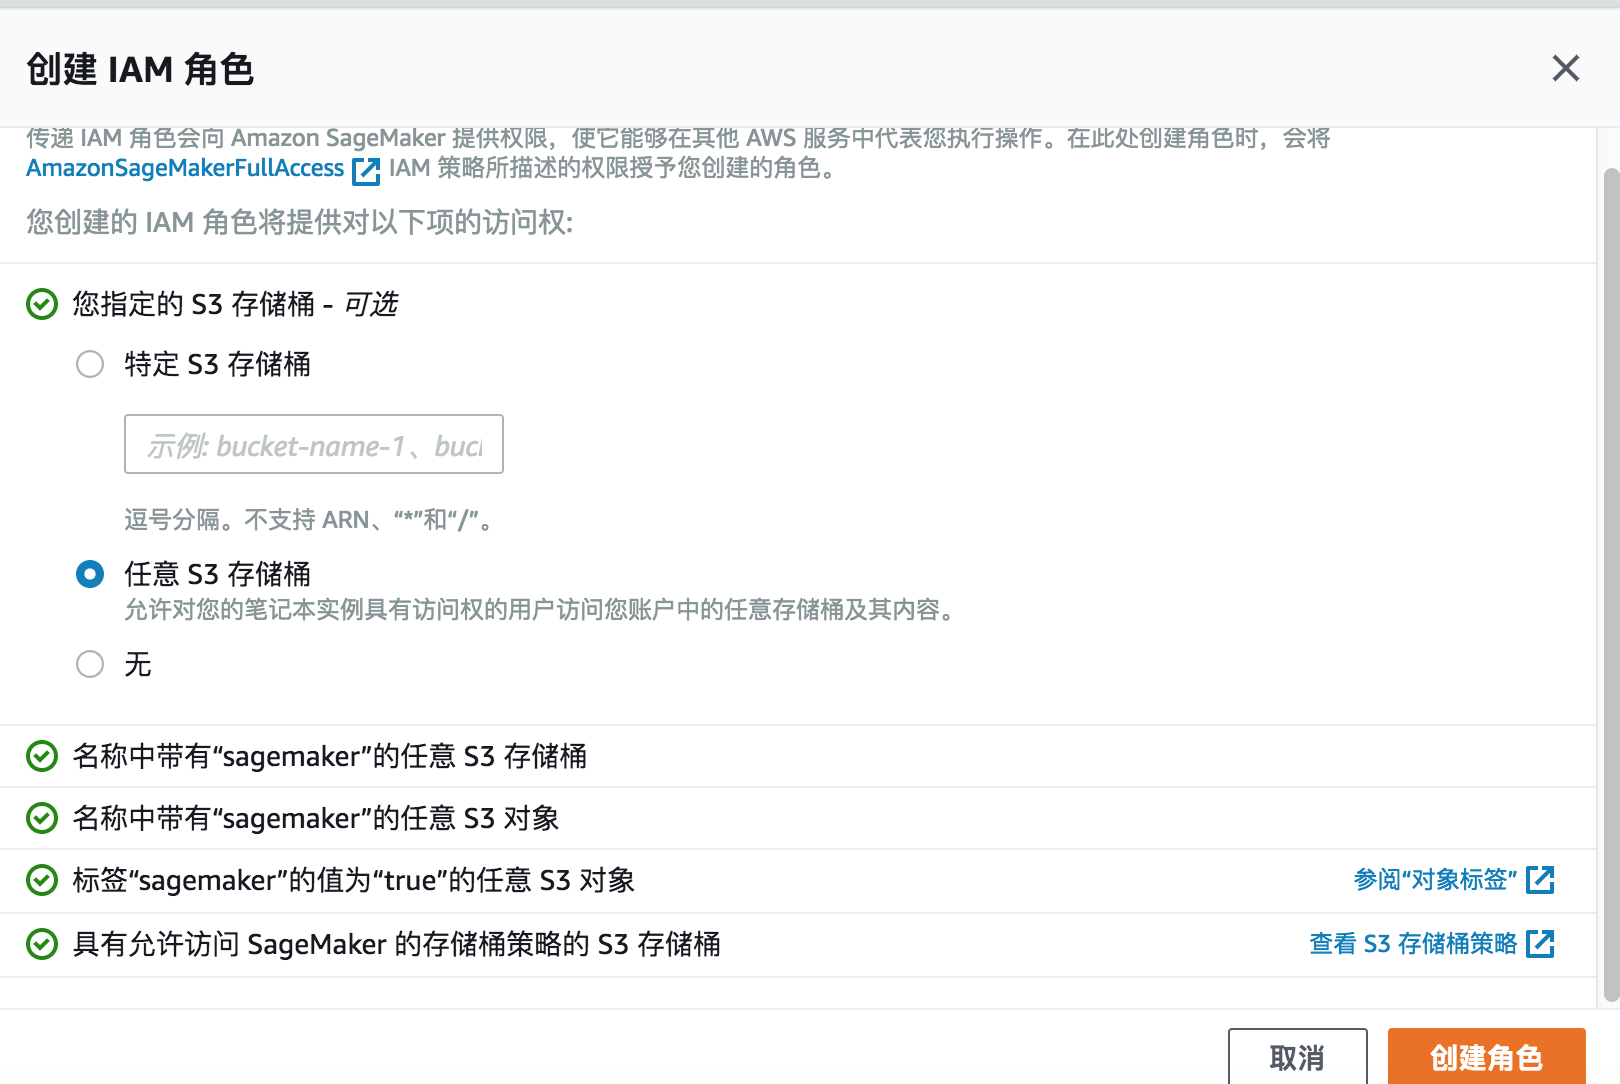 创建 IAM 角色
传递 IAM 角色会向 Amazon SageMaker 提供权限，使它能够在其他 AWS 服务中代表您执行操作。在此处创建角色时，会将
AmazonSageMakerFullAccess IAM 策略所描述的权限授予您创建的角色。
您创建的 IAM 角色将提供对以下项的访问权:
您指定的 S3 存储桶 - 可选
特定 S3 存储桶
示例: bucket-name-1、buc
逗号分隔。不支持 ARN、“*”和“/”。
任意 S3 存储桶
允许对您的笔记本实例具有访问权的用户访问您账户中的任意存储桶及其内容。
无
名称中带有“sagemaker”的任意 S3 存储桶
名称中带有“sagemaker”的任意 S3 对象
标签“sagemaker”的值为“true”的任意 S3 对象 参阅“对象标签”
具有允许访问 SageMaker 的存储桶策略的 S3 存储桶 查看 S3 存储桶策略
取消 创建角色